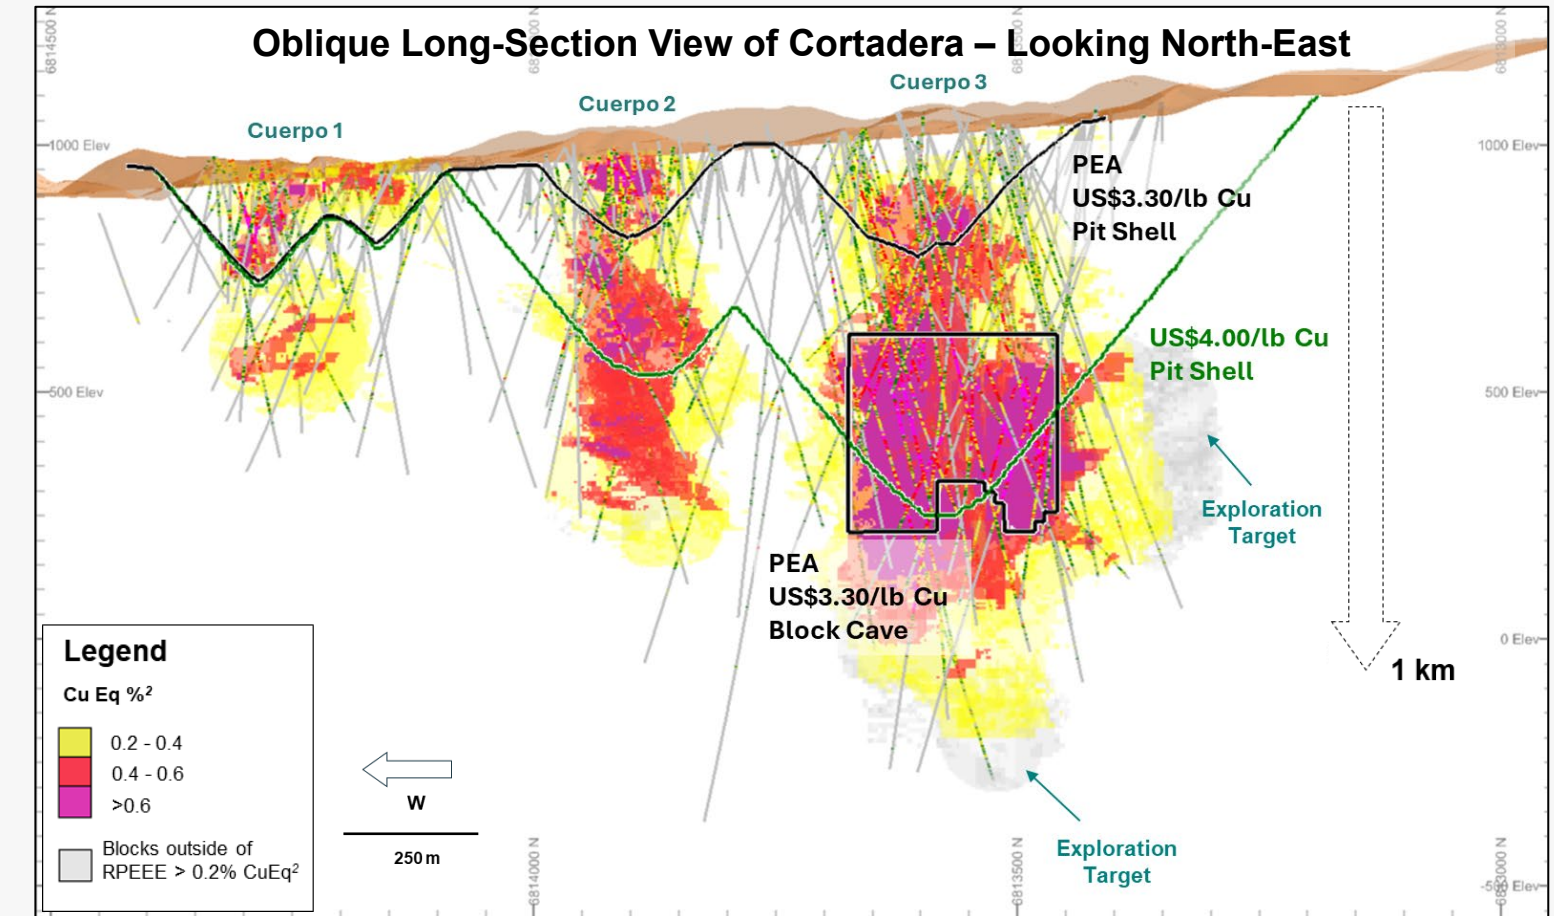 Oblique Long-Section View of Cortadera – Looking North-East
6814500 N
6813500 N
6813000 N
Cuerpo 1
Cuerpo 2
Cuerpo 3
1000 Elev
1000 Elev
PEA
US$3.30/lb Cu
Pit Shell
US$4.00/lb Cu
Pit Shell
500 Elev
500 Elev
Exploration
Target
PEA
US$3.30/lb Cu
Block Cave
0 Elev
1 km
Legend
Cu Eq %²
0.2 - 0.4
0.4 - 0.6
>0.6
Blocks outside of
RPEEE > 0.2% CuEq²
W
250 m
Exploration
Target
6814000 N
6813500 N
6813000 N
-500 Elev